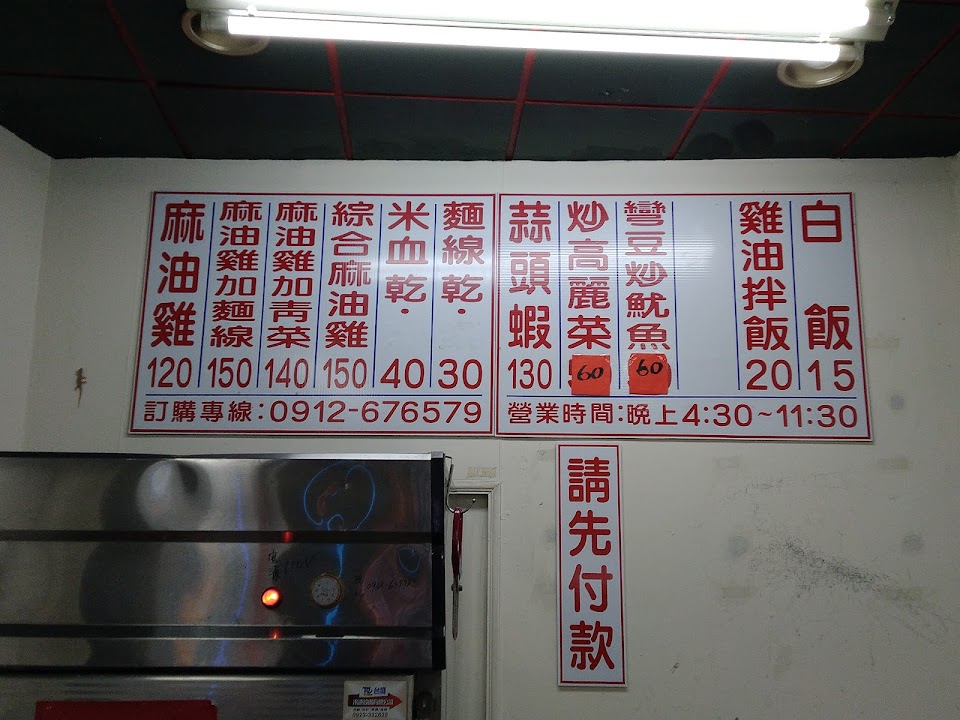 麻油雞 120
麻油雞加麵線 150
麻油雞加青菜 140
綜合麻油雞 150
米血乾. 40
麵線乾. 30
訂購專線:0912-676579
蒜頭蝦 130
炒高麗菜 60
彎豆炒魷魚 60
雞油拌飯 20
白飯 15
營業時間:晚上4:30~11:30
請先付款